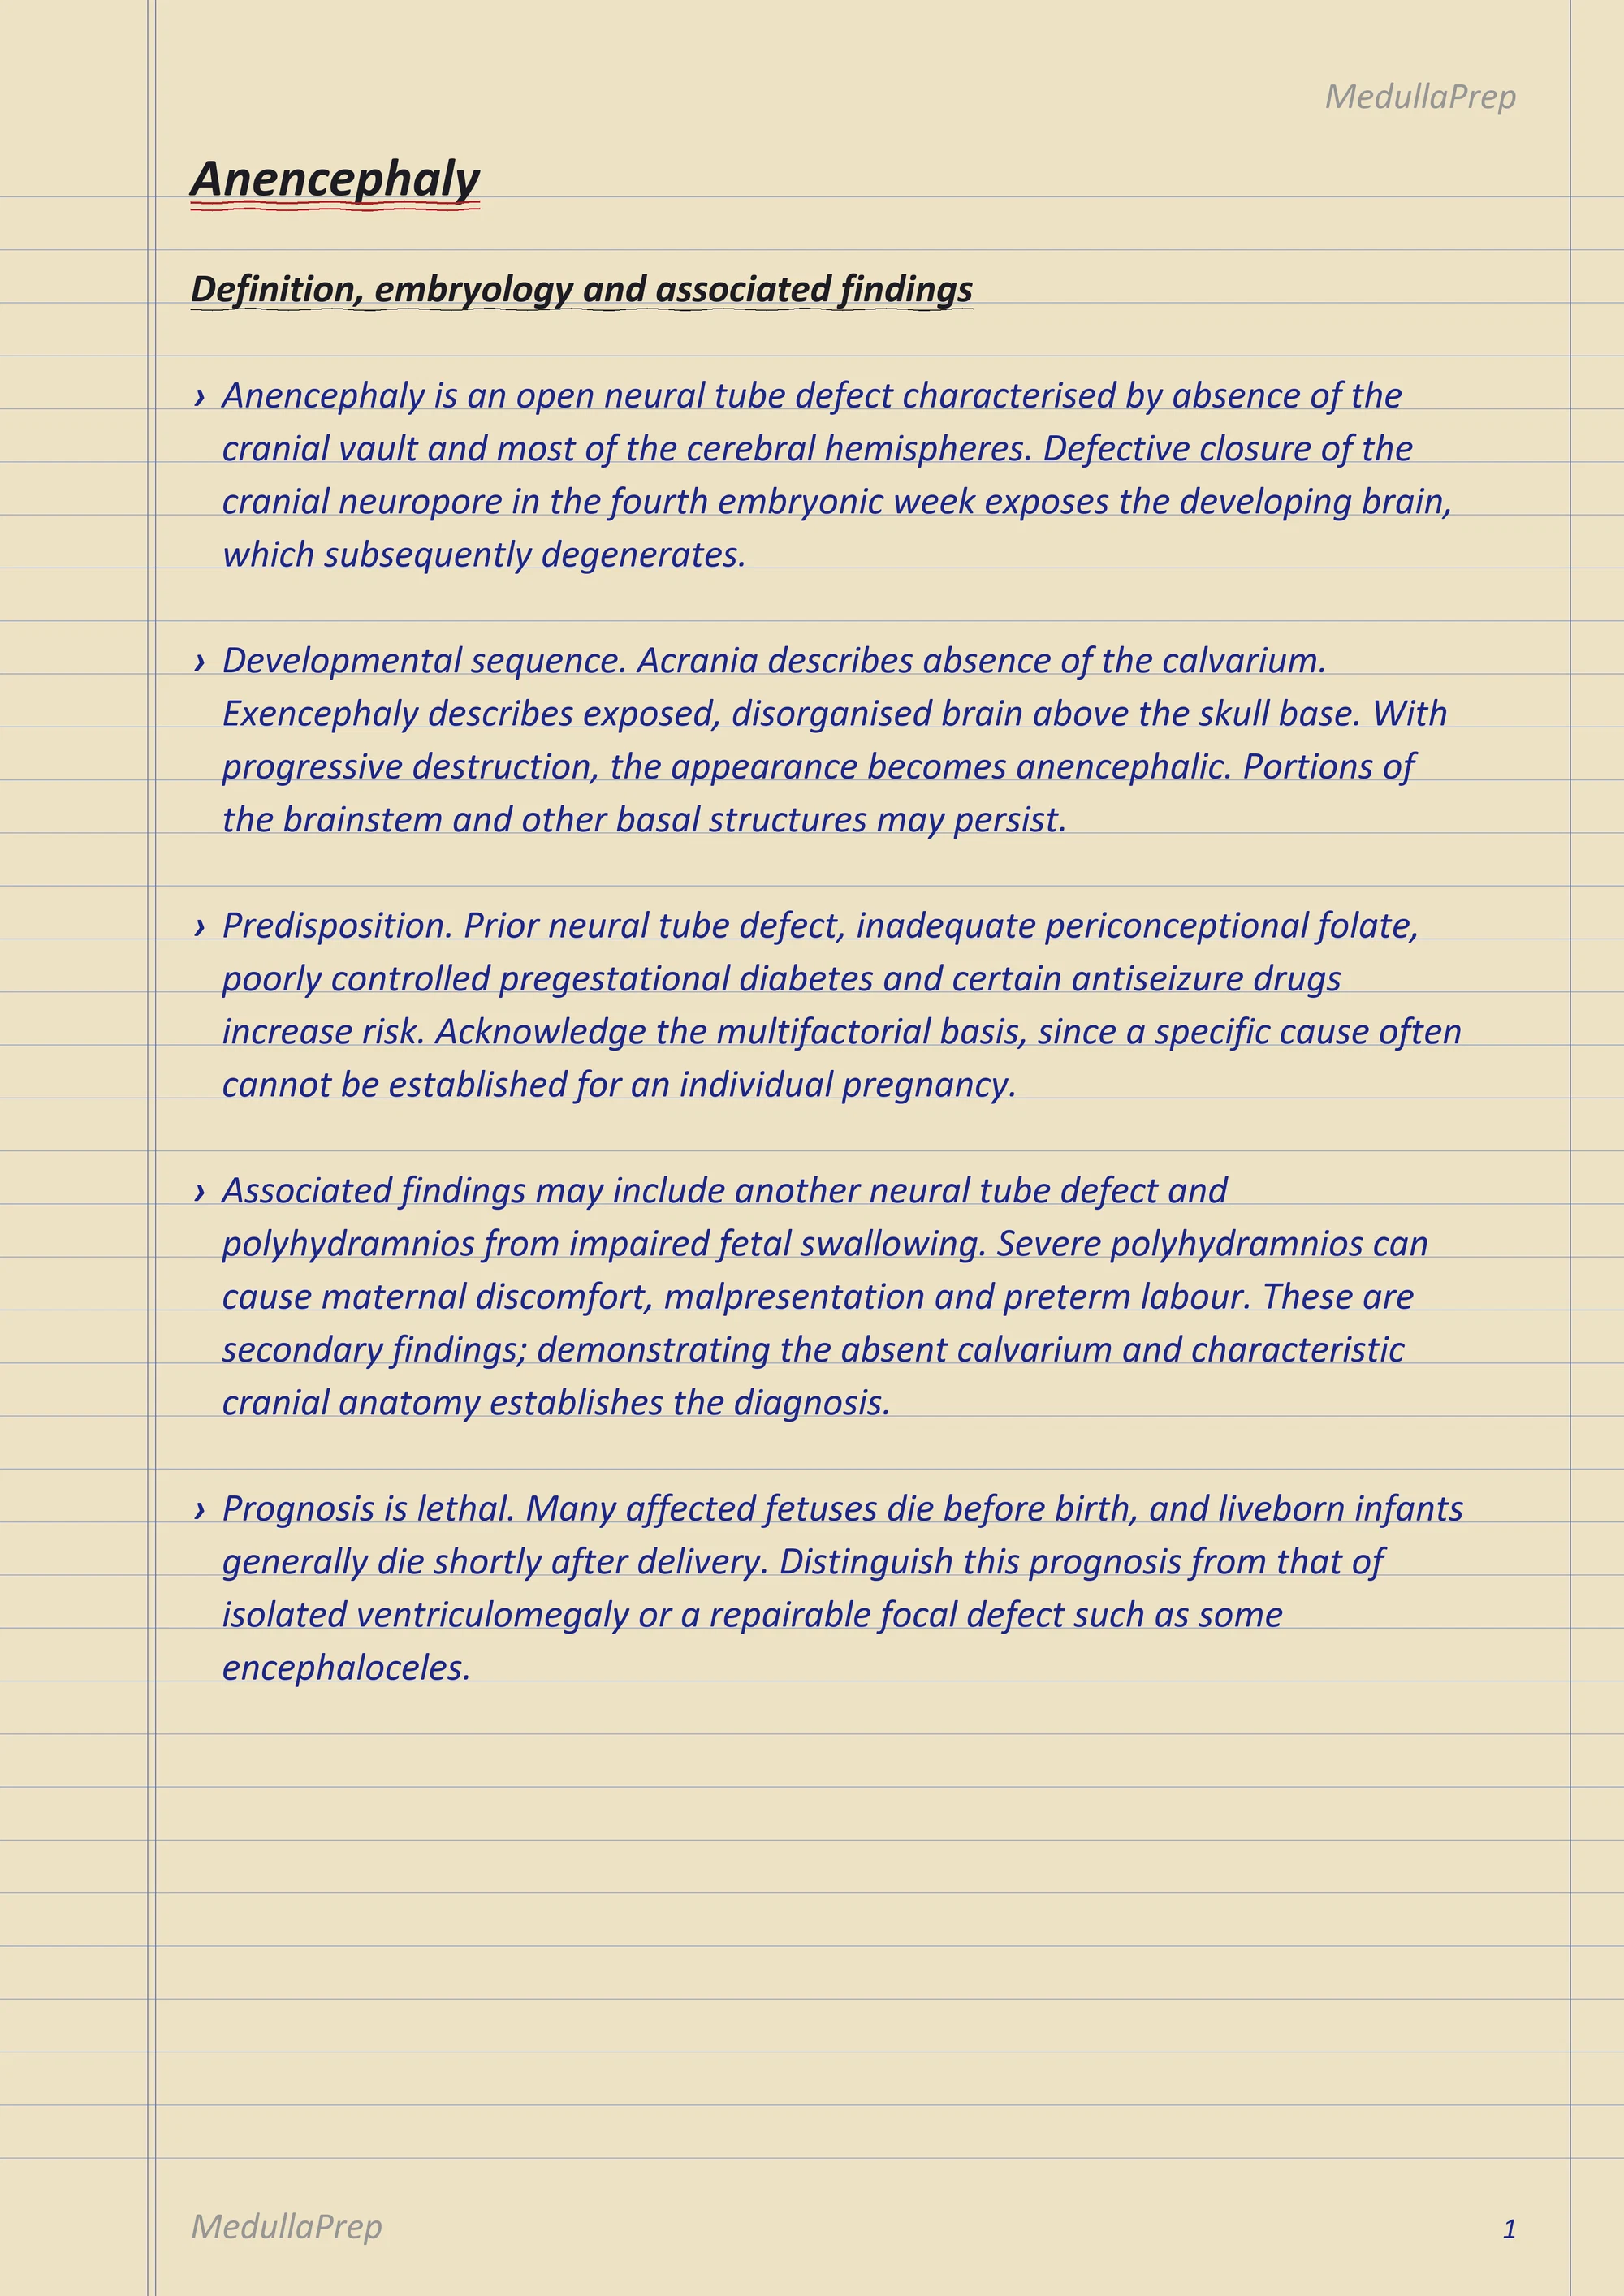 MedullaPrep
Anencephaly
Definition, embryology and associated findings
› Anencephaly is an open neural tube defect characterised by absence of the
cranial vault and most of the cerebral hemispheres. Defective closure of the
cranial neuropore in the fourth embryonic week exposes the developing brain,
which subsequently degenerates.
› Developmental sequence. Acrania describes absence of the calvarium.
Exencephaly describes exposed, disorganised brain above the skull base. With
progressive destruction, the appearance becomes anencephalic. Portions of
the brainstem and other basal structures may persist.
› Predisposition. Prior neural tube defect, inadequate periconceptional folate,
poorly controlled pregestational diabetes and certain antiseizure drugs
increase risk. Acknowledge the multifactorial basis, since a specific cause often
cannot be established for an individual pregnancy.
› Associated findings may include another neural tube defect and
polyhydramnios from impaired fetal swallowing. Severe polyhydramnios can
cause maternal discomfort, malpresentation and preterm labour. These are
secondary findings; demonstrating the absent calvarium and characteristic
cranial anatomy establishes the diagnosis.
› Prognosis is lethal. Many affected fetuses die before birth, and liveborn infants
generally die shortly after delivery. Distinguish this prognosis from that of
isolated ventriculomegaly or a repairable focal defect such as some
encephaloceles.
MedullaPrep
1